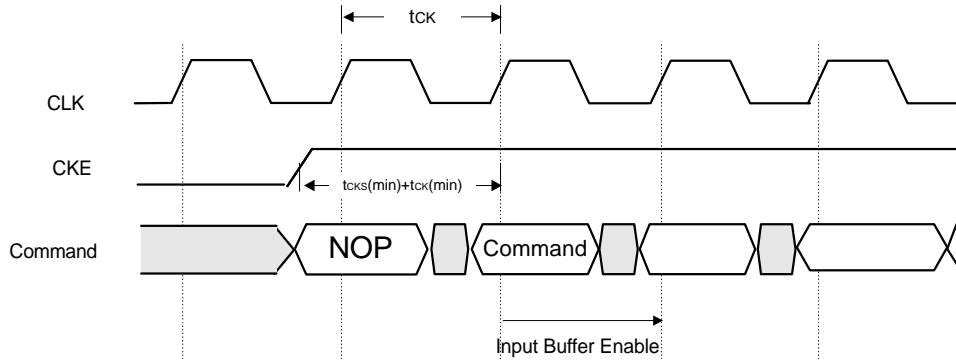 tCK
CLK
CKE
tCKS(min)+tCK(min)
Command NOP Command
Input Buffer Enable